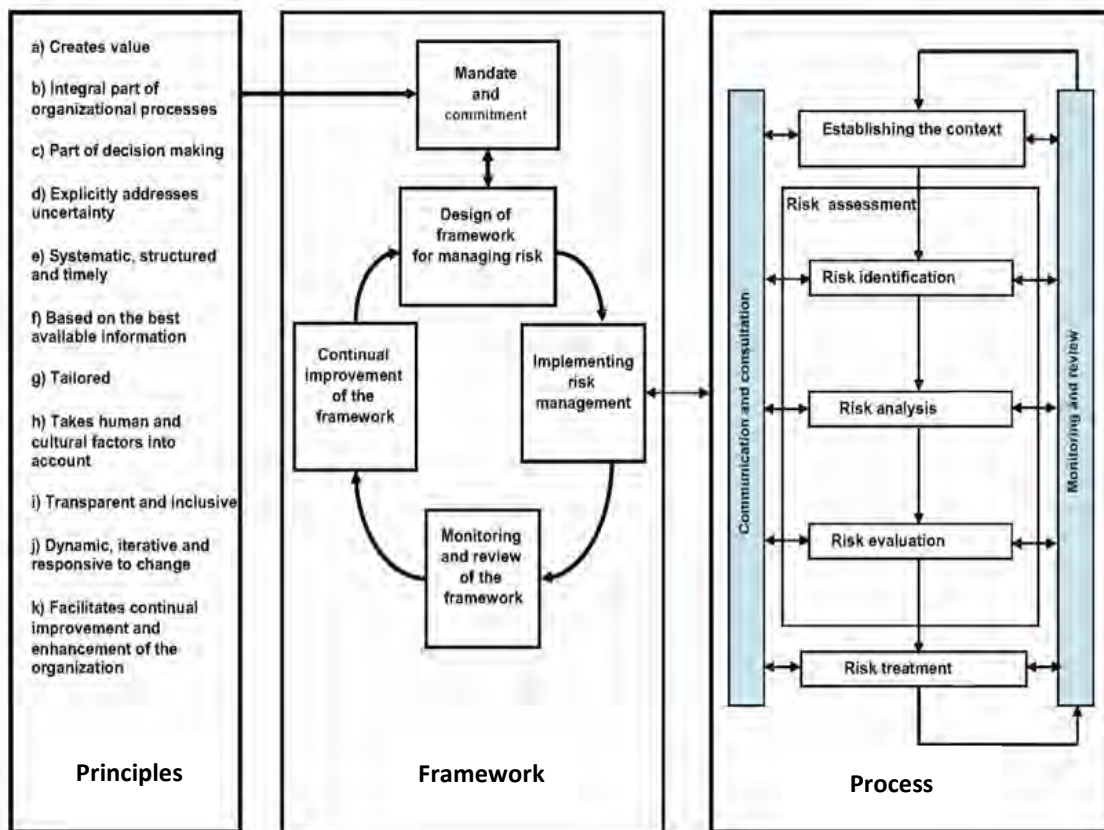 a) Creates value
b) Integral part of
organizational processes
c) Part of decision making
d) Explicitly addresses
uncertainty
e) Systematic, structured
and timely
f) Based on the best
available information
g) Tailored
h) Takes human and
cultural factors into
account
i) Transparent and inclusive
j) Dynamic, iterative and
responsive to change
k) Facilitates continual
improvement and
enhancement of the
organization
Principles
Mandate
and
commitment
Design of
framework
for managing risk
Continual
improvement
of the
framework
Implementing
risk
management
Monitoring
and review
of the
framework
Framework
Communication and consultation
Establishing the context
Risk assessment
Risk identification
Risk analysis
Risk evaluation
Risk treatment
Monitoring and review
Process